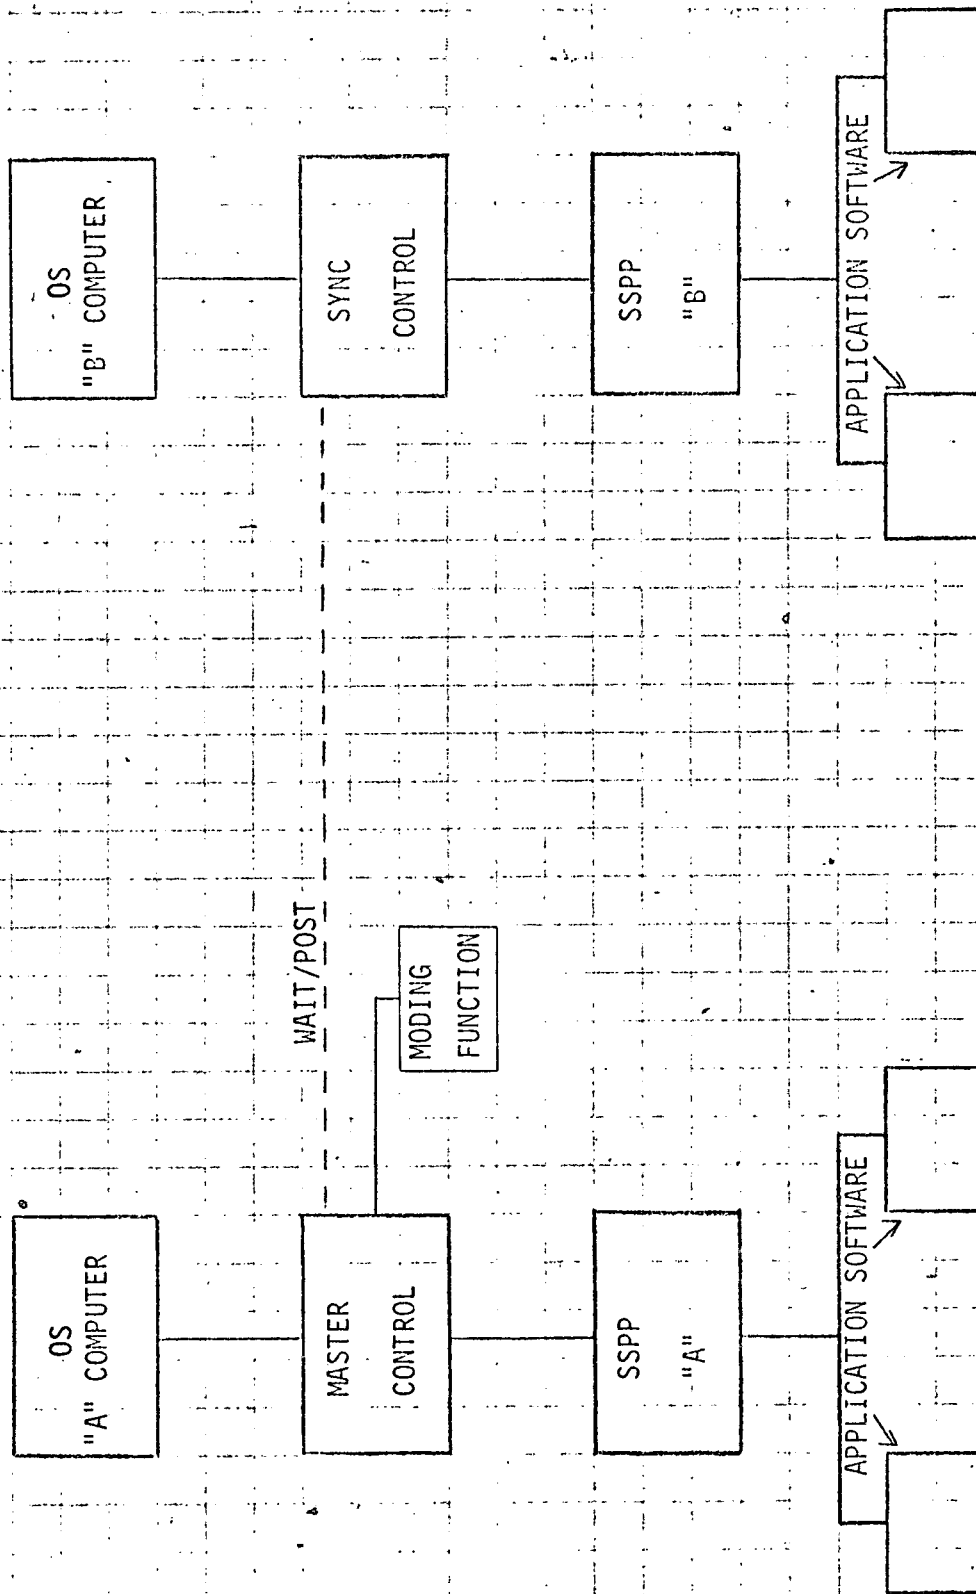 OS
"A" COMPUTER
OS
"B" COMPUTER
WAIT/POST
MASTER
CONTROL
SYNC
CONTROL
MODING
FUNCTION
SSPP
"A"
SSPP
"B"
APPLICATION SOFTWARE
APPLICATION SOFTWARE